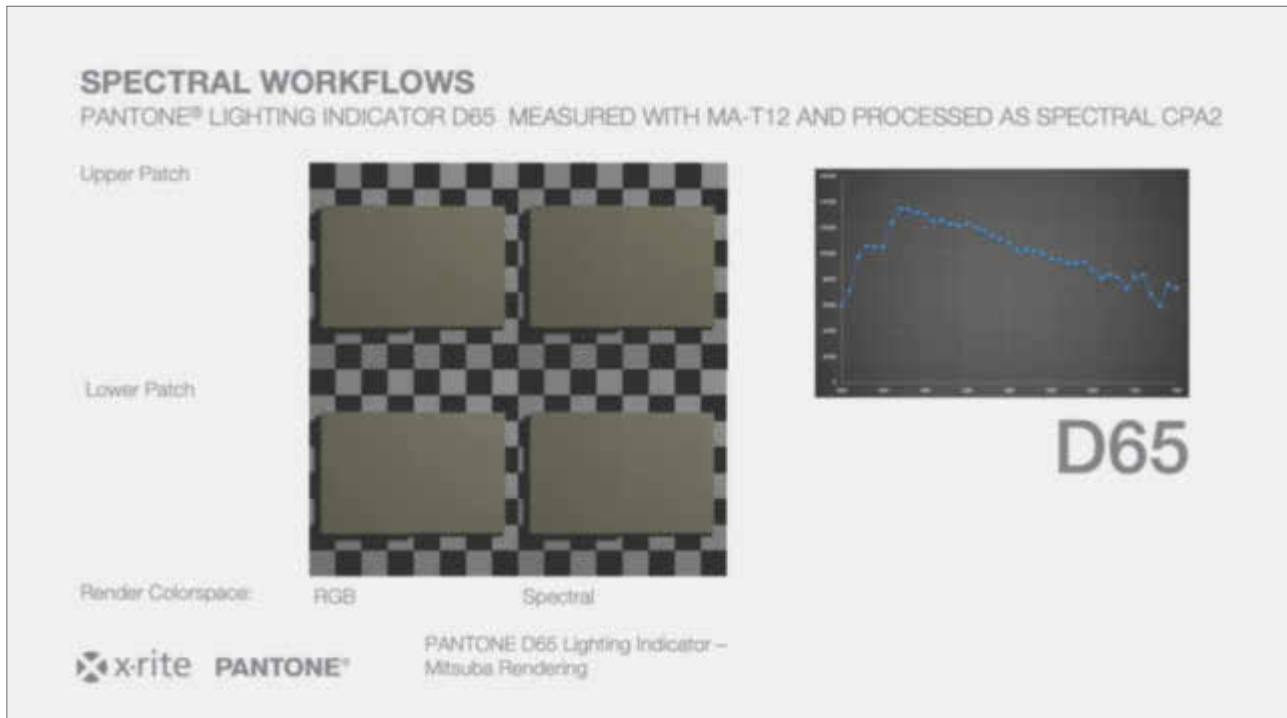 SPECTRAL WORKFLOWS
PANTONE® LIGHTING INDICATOR D65 MEASURED WITH MA-T12 AND PROCESSED AS SPECTRAL CPA2
Upper Patch
Lower Patch
D65
Render Colorspace:
RGB
Spectral
x-rite PANTONE®
PANTONE D65 Lighting Indicator –
Mitsuba Rendering